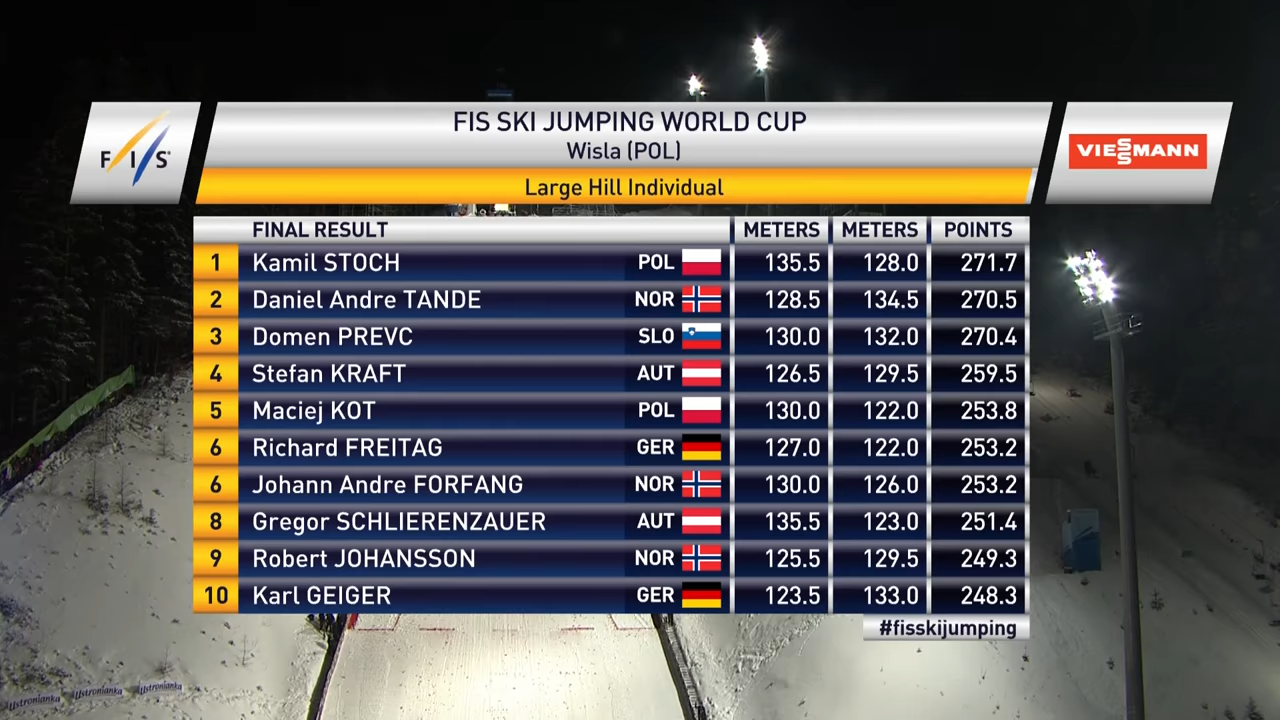 FIS SKI JUMPING WORLD CUP
FIS
Wisla (POL)
VIESSMANN
Large Hill Individual
FINAL RESULT METERS METERS POINTS
1 Kamil STOCH POL 135.5 128.0 271.7
2 Daniel Andre TANDE NOR 128.5 134.5 270.5
3 Domen PREVC SLO 130.0 132.0 270.4
4 Stefan KRAFT AUT 126.5 129.5 259.5
5 Maciej KOT POL 130.0 122.0 253.8
6 Richard FREITAG GER 127.0 122.0 253.2
6 Johann Andre FORFANG NOR 130.0 126.0 253.2
8 Gregor SCHLIERENZAUER AUT 135.5 123.0 251.4
9 Robert JOHANSSON NOR 125.5 129.5 249.3
10 Karl GEIGER GER 123.5 133.0 248.3
#fisskijumping
Ustronianka Ustronianka Ustronianka